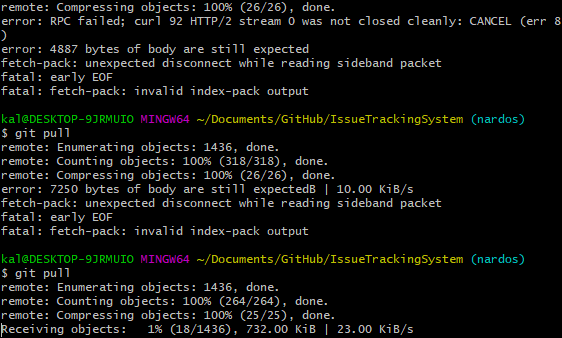 remote: Compressing objects: 100% (26/26), done.
error: RPC failed; curl 92 HTTP/2 stream 0 was not closed cleanly: CANCEL (err 8
)
error: 4887 bytes of body are still expected
fetch-pack: unexpected disconnect while reading sideband packet
fatal: early EOF
fatal: fetch-pack: invalid index-pack output
kal@DESKTOP-9JRMUIO MINGW64 ~/Documents/GitHub/IssueTrackingSystem (nardos)
$ git pull
remote: Enumerating objects: 1436, done.
remote: Counting objects: 100% (318/318), done.
remote: Compressing objects: 100% (26/26), done.
error: 7250 bytes of body are still expectedB | 10.00 KiB/s
fetch-pack: unexpected disconnect while reading sideband packet
fatal: early EOF
fatal: fetch-pack: invalid index-pack output
kal@DESKTOP-9JRMUIO MINGW64 ~/Documents/GitHub/IssueTrackingSystem (nardos)
$ git pull
remote: Enumerating objects: 1436, done.
remote: Counting objects: 100% (264/264), done.
remote: Compressing objects: 100% (25/25), done.
Receiving objects:   1% (18/1436), 732.00 KiB | 23.00 KiB/s